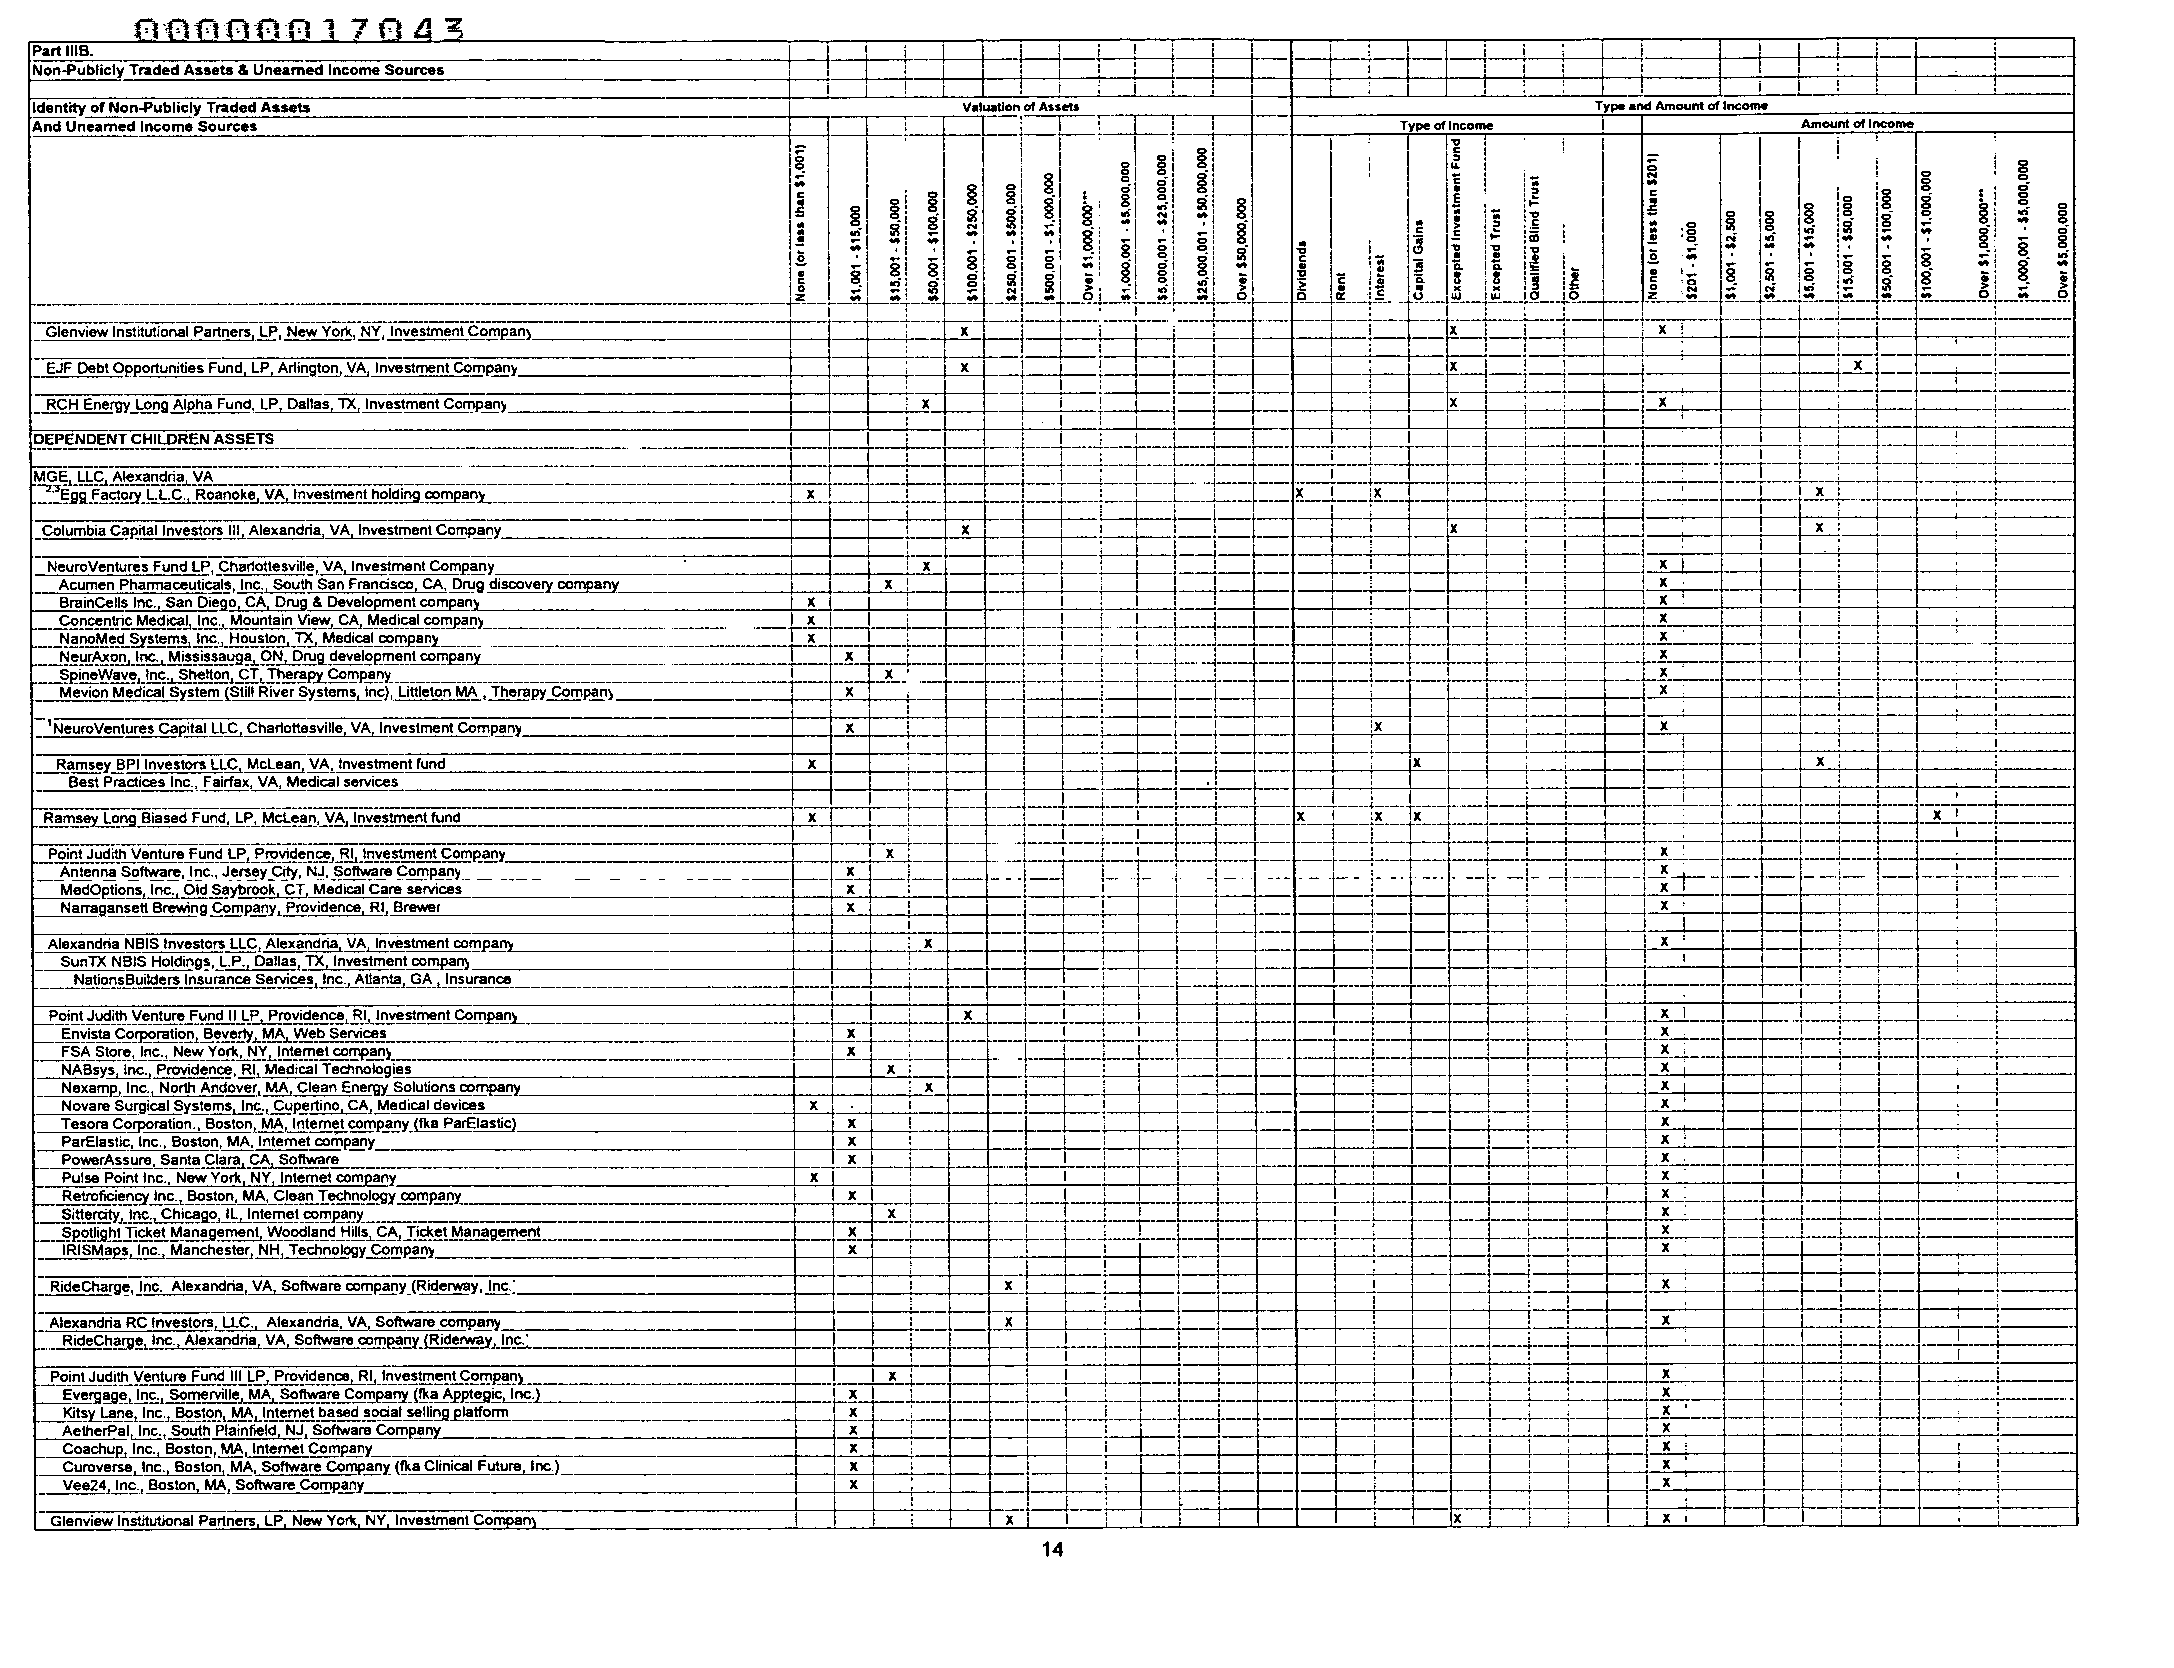 00000017043
Part IIIB.
Non-Publicly Traded Assets & Unearned Income Sources
Identity of Non-Publicly Traded Assets Valuation of Assets Type and Amount of Income
And Unearned Income Sources Type of Income Amount of Income
None (or less than $1,001)
$1,001 - $15,000
$15,001 - $50,000
$50,001 - $100,000
$100,001 - $250,000
$250,001 - $500,000
$500,001 - $1,000,000
Over $1,000,000***
$1,000,001 - $5,000,000
$5,000,001 - $25,000,000
$25,000,001 - $50,000,000
Over $50,000,000
Dividends
Rent
Interest
Capital Gains
Excepted Investment Fund
Excepted Trust
Qualified Blind Trust
Other
None (or less than $201)
$201 - $1,000
$1,001 - $2,500
$2,501 - $5,000
$5,001 - $15,000
$15,001 - $50,000
$50,001 - $100,000
$100,001 - $1,000,000
Over $1,000,000***
$1,000,001 - $5,000,000
Over $5,000,000
Glenview Institutional Partners, LP, New York, NY, Investment Company X X X
EJF Debt Opportunities Fund, LP, Arlington, VA, Investment Company X X X
RCH Energy Long Alpha Fund, LP, Dallas, TX, Investment Company X X X
DEPENDENT CHILDREN ASSETS
MGE, LLC, Alexandria, VA
2,3Egg Factory L.L.C., Roanoke, VA, Investment holding company X X X X
Columbia Capital Investors III, Alexandria, VA, Investment Company X X X
NeuroVentures Fund LP, Charlottesville, VA, Investment Company X X
Acumen Pharmaceuticals, Inc., South San Francisco, CA, Drug discovery company X X
BrainCells Inc., San Diego, CA, Drug & Development company X X
Concentric Medical, Inc., Mountain View, CA, Medical company X X
NanoMed Systems, Inc., Houston, TX, Medical company X X
NeurAxon, Inc., Mississauga, ON, Drug development company X X
SpineWave, Inc., Shelton, CT, Therapy Company X X
Mevion Medical System (Still River Systems, Inc), Littleton MA , Therapy Company X X
1NeuroVentures Capital LLC, Charlottesville, VA, Investment Company X X X
Ramsey BPI Investors LLC, McLean, VA, Investment fund X X X
Best Practices Inc., Fairfax, VA, Medical services
Ramsey Long Biased Fund, LP, McLean, VA, Investment fund X X X X X
Point Judith Venture Fund LP, Providence, RI, Investment Company X X
Antenna Software, Inc., Jersey City, NJ, Software Company X X
MedOptions, Inc., Old Saybrook, CT, Medical Care services X X
Narragansett Brewing Company, Providence, RI, Brewer X X
Alexandria NBIS Investors LLC, Alexandria, VA, Investment company X X
SunTX NBIS Holdings, L.P., Dallas, TX, Investment company
NationsBuilders Insurance Services, Inc., Atlanta, GA , Insurance
Point Judith Venture Fund II LP, Providence, RI, Investment Company X X
Envista Corporation, Beverly, MA, Web Services X X
FSA Store, Inc., New York, NY, Internet company X X
NABsys, Inc., Providence, RI, Medical Technologies X X
Nexamp, Inc., North Andover, MA, Clean Energy Solutions company X X
Novare Surgical Systems, Inc., Cupertino, CA, Medical devices X X
Tesora Corporation., Boston, MA, Internet company (fka ParElastic) X X
ParElastic, Inc., Boston, MA, Internet company X X
PowerAssure, Santa Clara, CA, Software X X
Pulse Point Inc., New York, NY, Internet company X X
Retroficiency Inc., Boston, MA, Clean Technology company X X
Sittercity, Inc., Chicago, IL, Internet company X X
Spotlight Ticket Management, Woodland Hills, CA, Ticket Management X X
IRISMaps, Inc., Manchester, NH, Technology Company X X
RideCharge, Inc. Alexandria, VA, Software company (Riderway, Inc. X X
Alexandria RC Investors, LLC., Alexandria, VA, Software company X X
RideCharge, Inc., Alexandria, VA, Software company (Riderway, Inc.
Point Judith Venture Fund III LP, Providence, RI, Investment Company X X
Evergage, Inc., Somerville, MA, Software Company (fka Apptegic, Inc.) X X
Kitsy Lane, Inc., Boston, MA, Internet based social selling platform X X
AetherPal, Inc., South Plainfield, NJ, Software Company X X
Coachup, Inc., Boston, MA, Internet Company X X
Curoverse, Inc., Boston, MA, Software Company (fka Clinical Future, Inc.) X X
Vee24, Inc., Boston, MA, Software Company X X
Glenview Institutional Partners, LP, New York, NY, Investment Company X X X
14